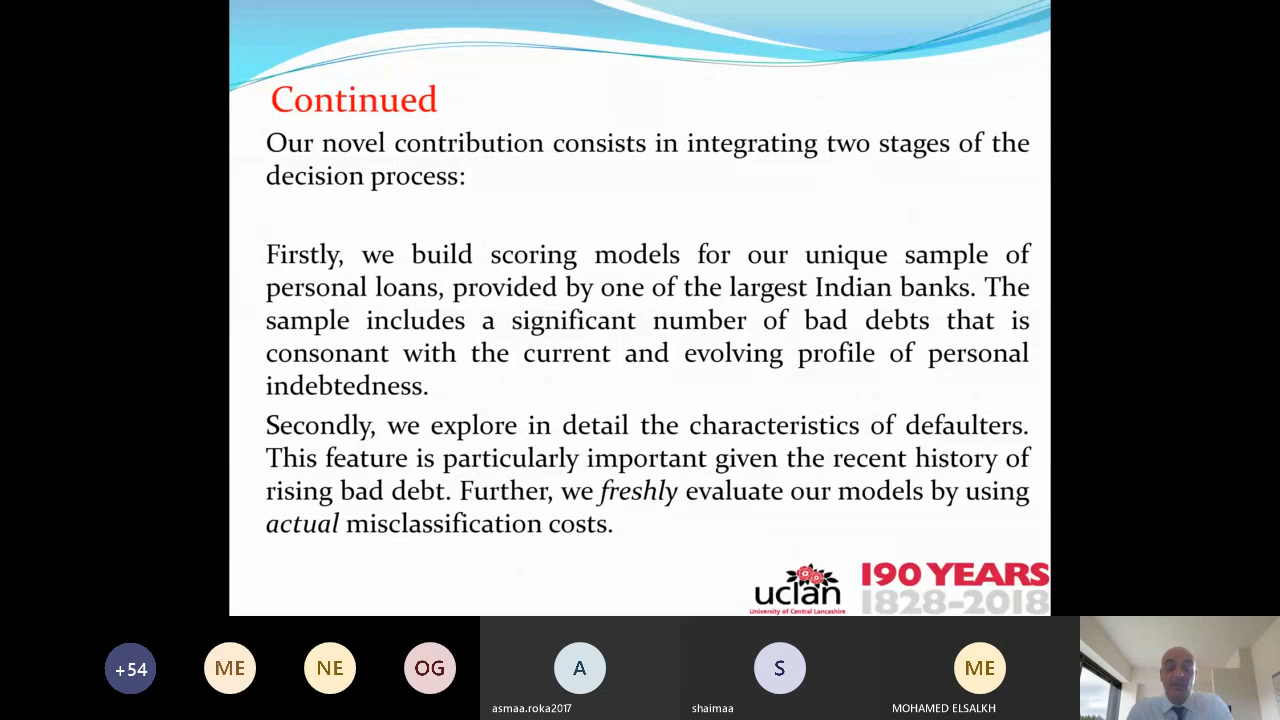 Continued
Our novel contribution consists in integrating two stages of the
decision process:
Firstly, we build scoring models for our unique sample of
personal loans, provided by one of the largest Indian banks. The
sample includes a significant number of bad debts that is
consonant with the current and evolving profile of personal
indebtedness.
Secondly, we explore in detail the characteristics of defaulters.
This feature is particularly important given the recent history of
rising bad debt. Further, we freshly evaluate our models by using
actual misclassification costs.
uclan
University of Central Lancashire
190 YEARS
1828-2018
+54
ME
NE
OG
A
S
ME
asmaa.roka2017
shaimaa
MOHAMED ELSALKH